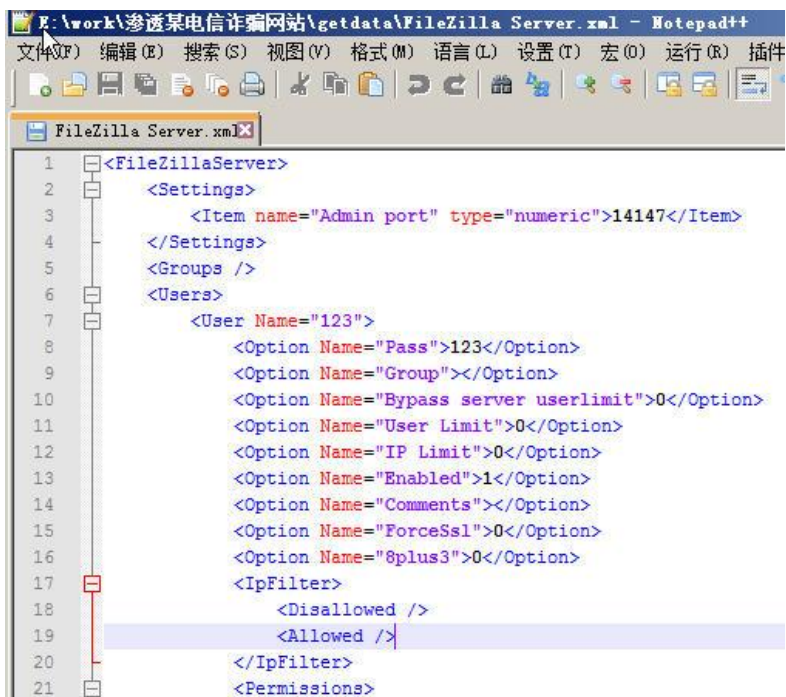 E:\work\渗透某电信诈骗网站\getdata\FileZilla Server.xml - Notepad++
文件(F) 编辑(E) 搜索(S) 视图(V) 格式(M) 语言(L) 设置(T) 宏(O) 运行(R) 插件
FileZilla Server.xml
1 <FileZillaServer>
2 <Settings>
3 <Item name="Admin port" type="numeric">14147</Item>
4 </Settings>
5 <Groups />
6 <Users>
7 <User Name="123">
8 <Option Name="Pass">123</Option>
9 <Option Name="Group"></Option>
10 <Option Name="Bypass server userlimit">0</Option>
11 <Option Name="User Limit">0</Option>
12 <Option Name="IP Limit">0</Option>
13 <Option Name="Enabled">1</Option>
14 <Option Name="Comments"></Option>
15 <Option Name="ForceSsl">0</Option>
16 <Option Name="8plus3">0</Option>
17 <IpFilter>
18 <Disallowed />
19 <Allowed />
20 </IpFilter>
21 <Permissions>